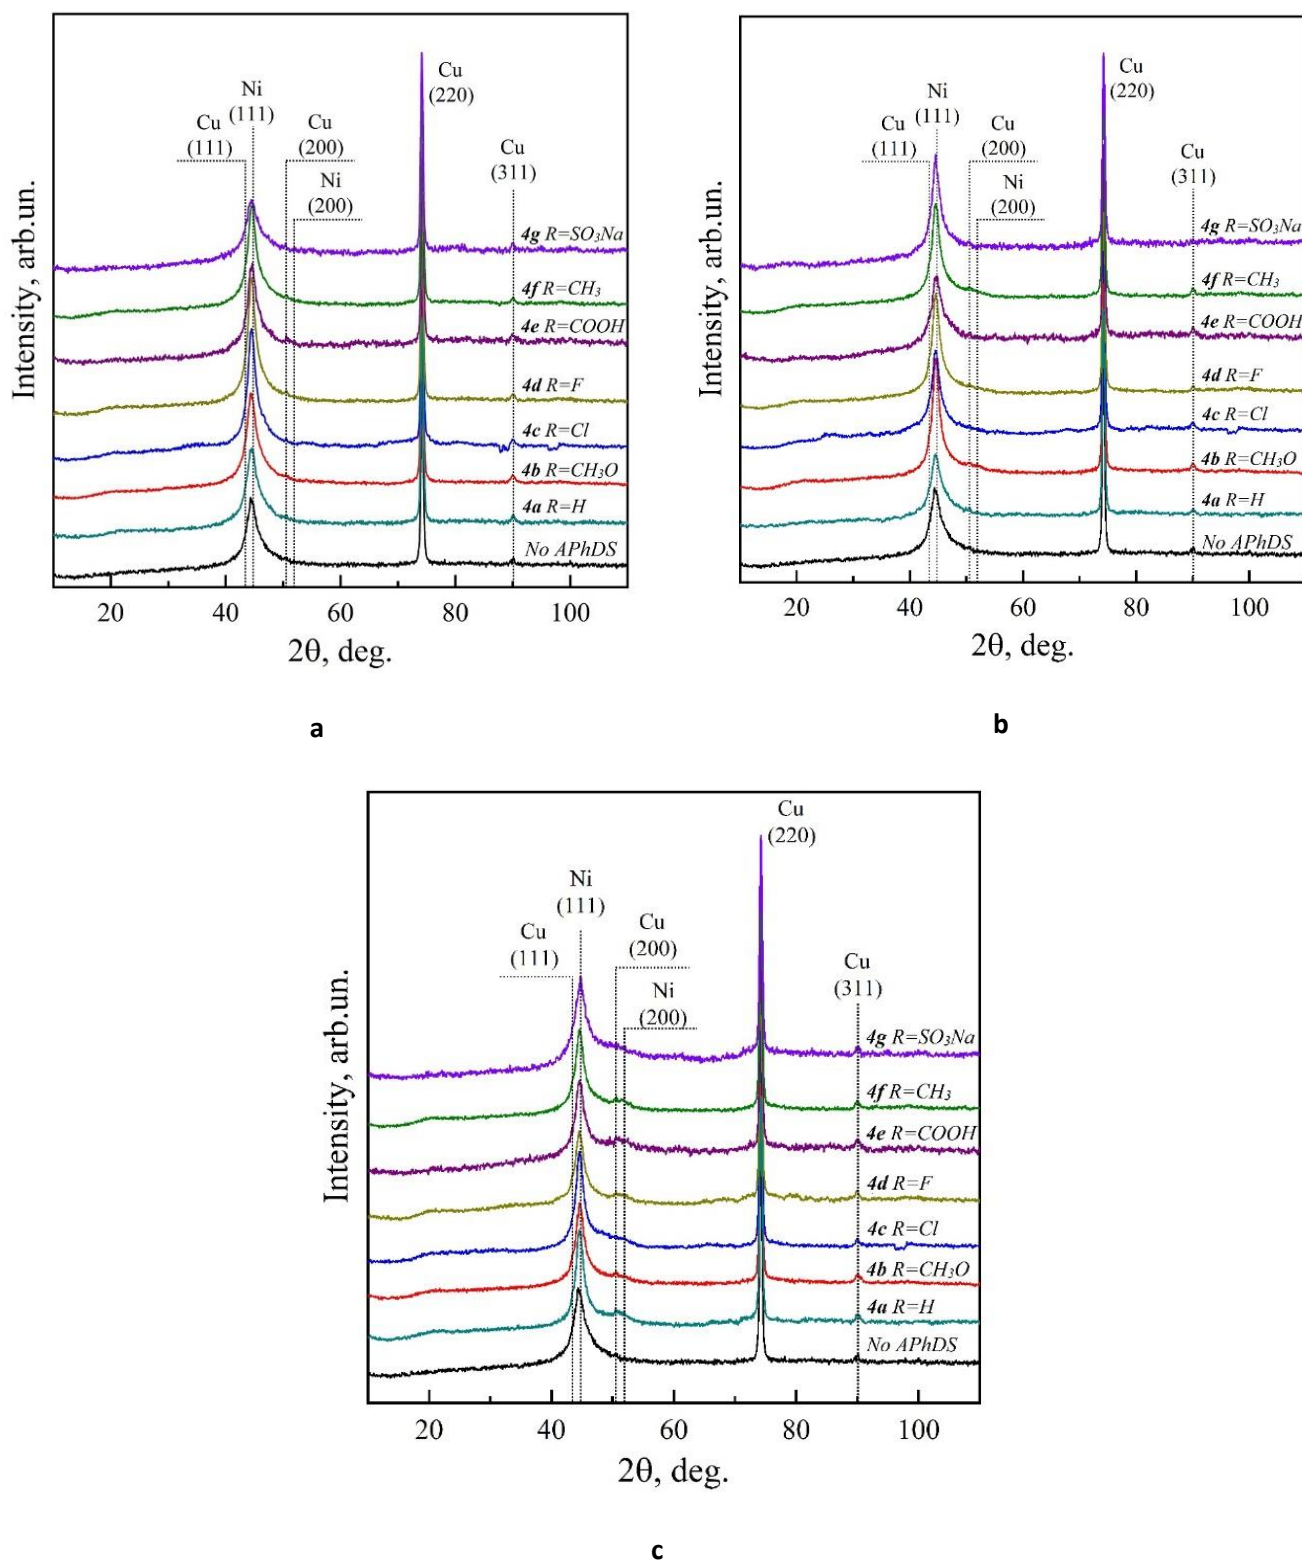 Cu
(220)
Ni
(111)
Cu
(111)
Cu
(200)
Ni
(200)
Cu
(311)
4g R=SO₃Na
4f R=CH₃
4e R=COOH
4d R=F
4c R=Cl
4b R=CH₃O
4a R=H
No APhDS
Intensity, arb.un.
20 40 60 80 100
2θ, deg.
a
Cu
(220)
Ni
(111)
Cu
(111)
Cu
(200)
Ni
(200)
Cu
(311)
4g R=SO₃Na
4f R=CH₃
4e R=COOH
4d R=F
4c R=Cl
4b R=CH₃O
4a R=H
No APhDS
Intensity, arb.un.
20 40 60 80 100
2θ, deg.
b
Cu
(220)
Ni
(111)
Cu
(111)
Cu
(200)
Ni
(200)
Cu
(311)
4g R=SO₃Na
4f R=CH₃
4e R=COOH
4d R=F
4c R=Cl
4b R=CH₃O
4a R=H
No APhDS
Intensity, arb.un.
20 40 60 80 100
2θ, deg.
c